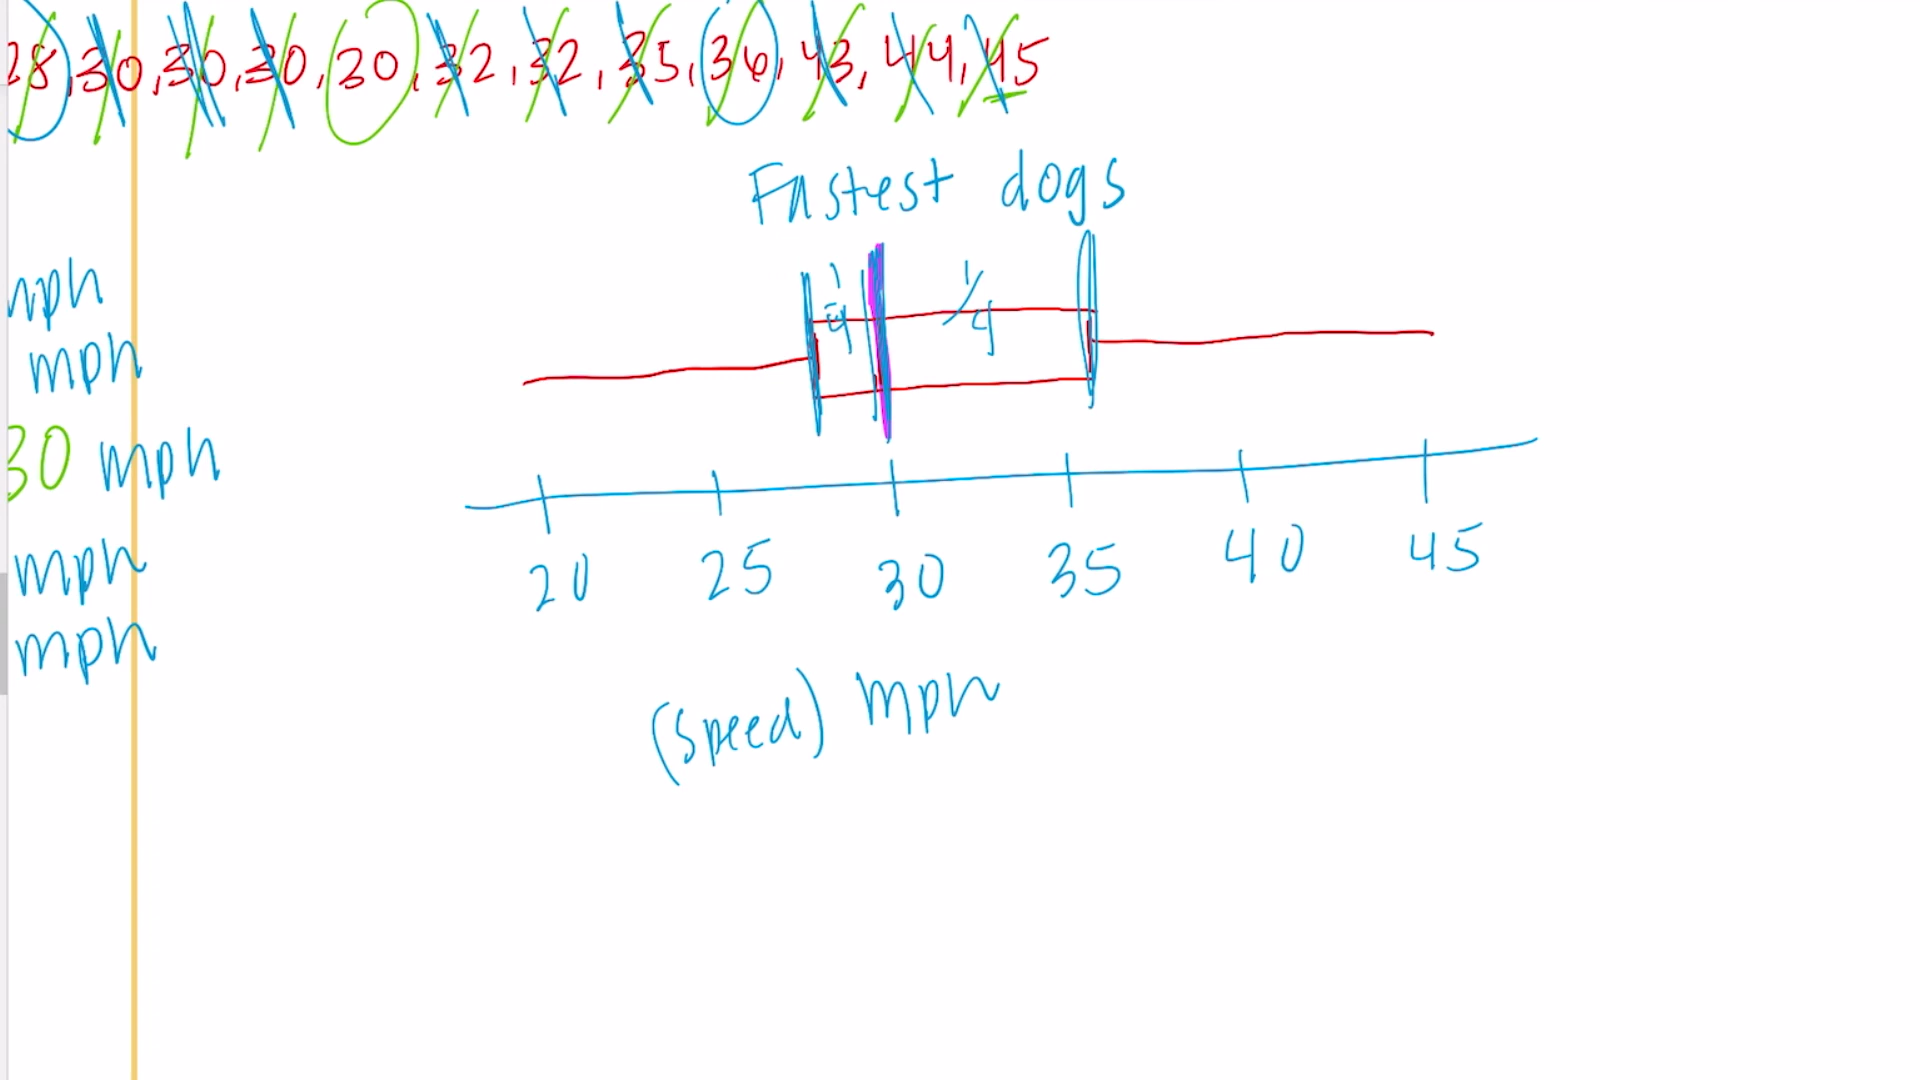 28, 30, 30, 30, 30, 32, 32, 35, 36, 43, 44, 45
Fastest dogs
1/4 1/4
mph
mph
30 mph
mph
mph
20 25 30 35 40 45
(speed) mph